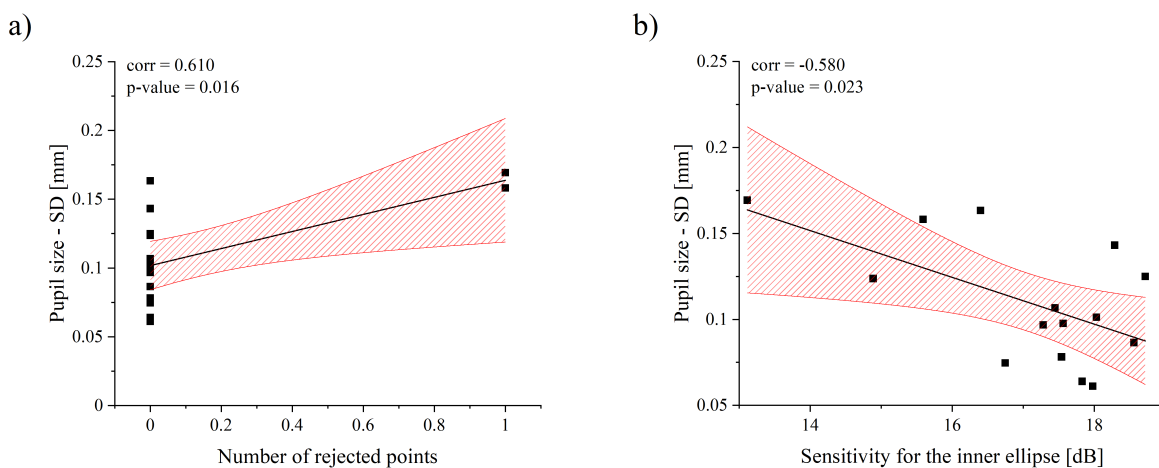 a)
corr = 0.610
p-value = 0.016
0.25
0.2
0.15
0.1
0.05
0
Pupil size - SD [mm]
0
0.2
0.4
0.6
0.8
1
Number of rejected points
b)
corr = -0.580
p-value = 0.023
0.25
0.2
0.15
0.1
0.05
Pupil size - SD [mm]
14
16
18
Sensitivity for the inner ellipse [dB]